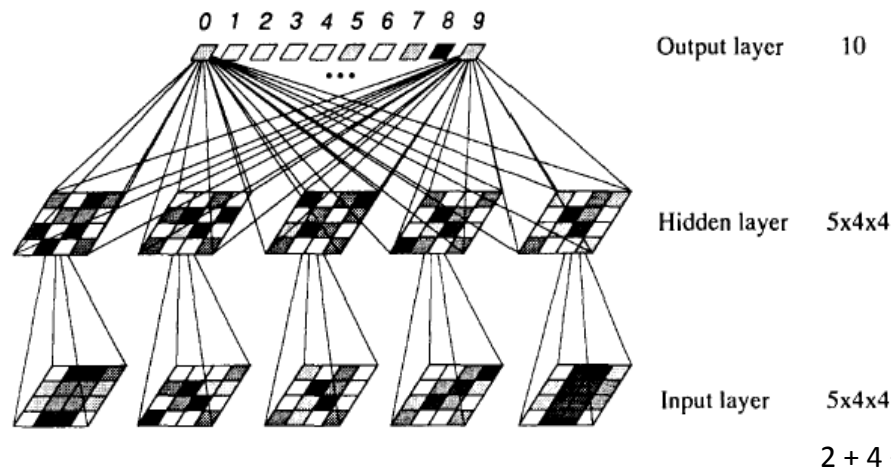 0 1 2 3 4 5 6 7 8 9
Output layer 10
...
Hidden layer 5x4x4
Input layer 5x4x4
2 + 4